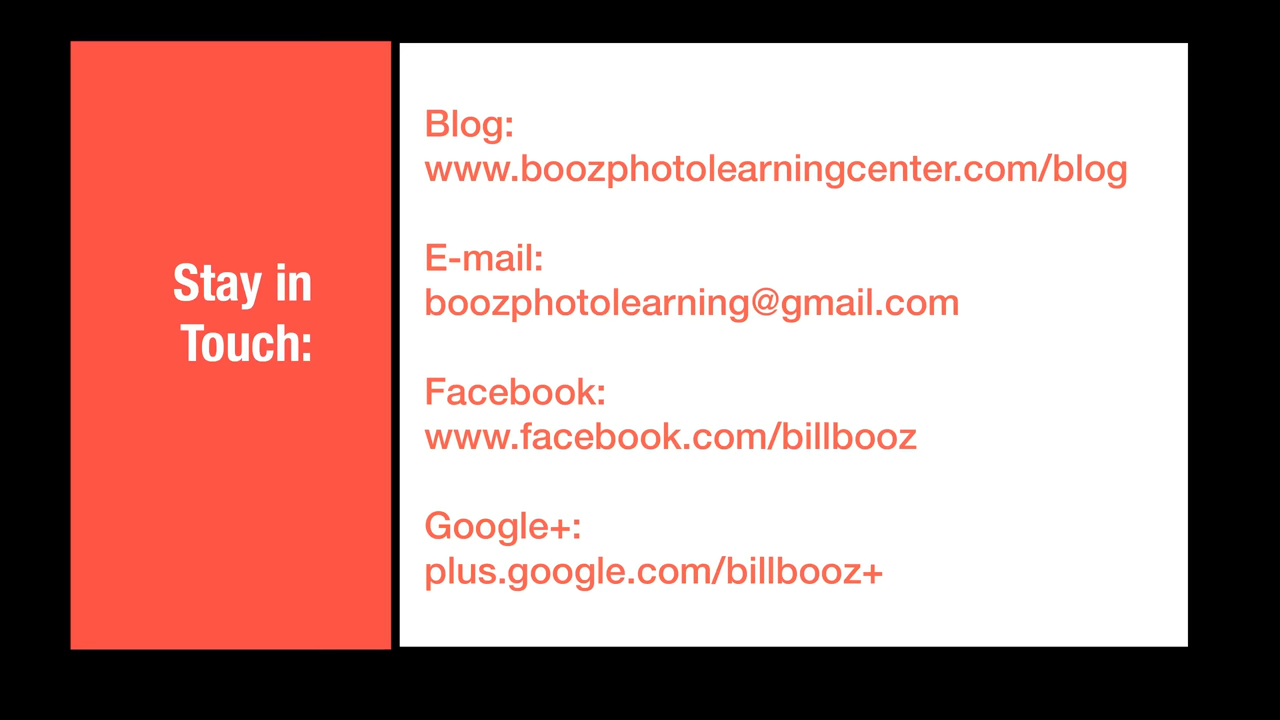 Stay in
Touch:
Blog:
www.boozphotolearningcenter.com/blog
E-mail:
boozphotolearning@gmail.com
Facebook:
www.facebook.com/billbooz
Google+:
plus.google.com/billbooz+